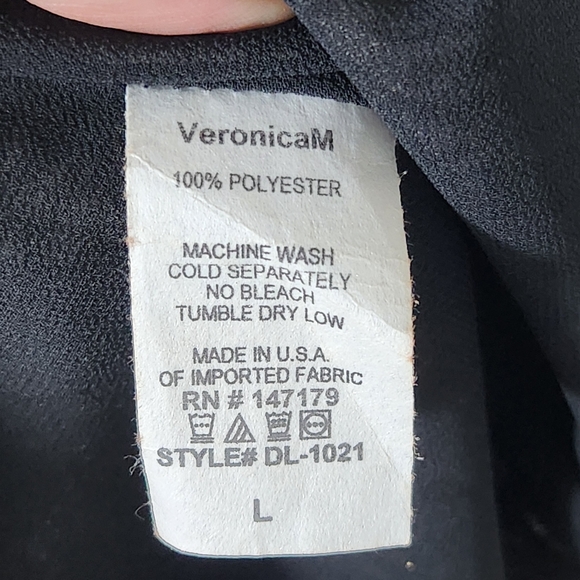 VeronicaM
100% POLYESTER
MACHINE WASH
COLD SEPARATELY
NO BLEACH
TUMBLE DRY LOW
MADE IN U.S.A.
OF IMPORTED FABRIC
RN # 147179
STYLE# DL-1021
L